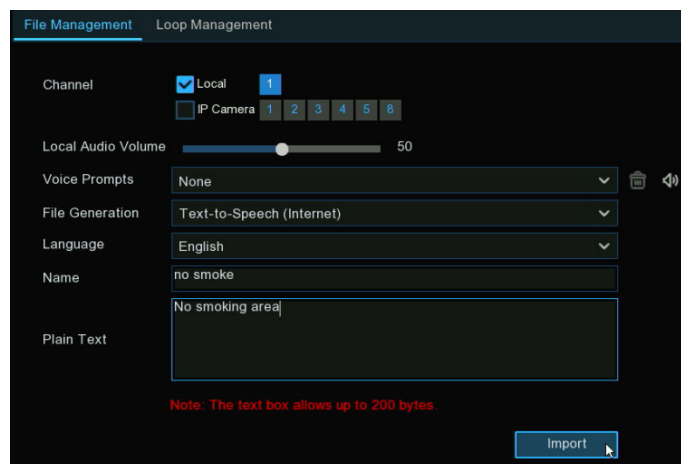 File Management Loop Management
Channel Local 1
IP Camera 1 2 3 4 5 8
Local Audio Volume 50
Voice Prompts None
File Generation Text-to-Speech (Internet)
Language English
Name no smoke
No smoking area
Plain Text
Note: The text box allows up to 200 bytes.
Import